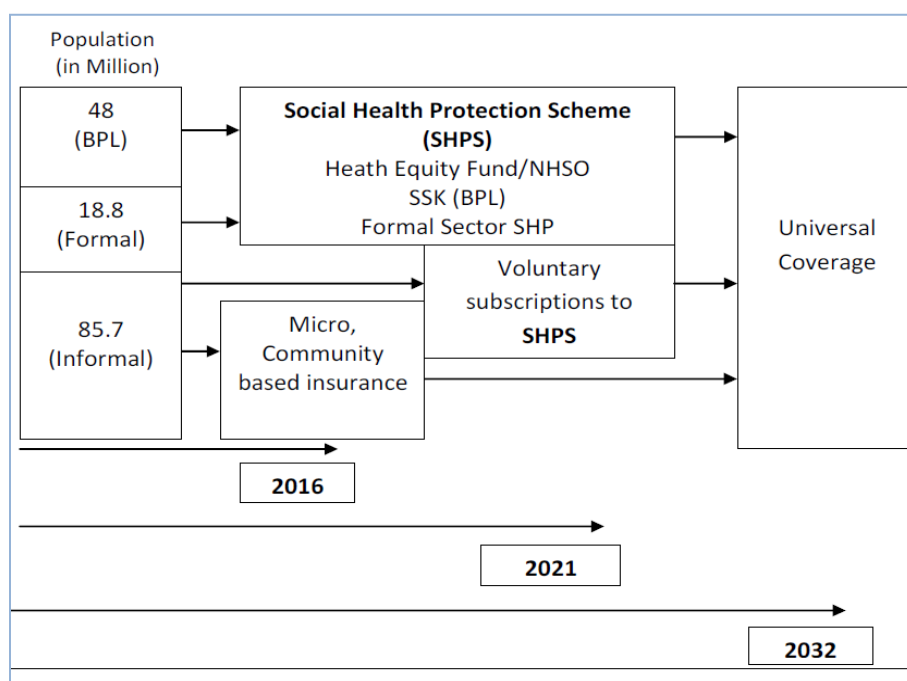 Population
(in Million)
48
(BPL)
18.8
(Formal)
85.7
(Informal)
Social Health Protection Scheme
(SHPS)
Heath Equity Fund/NHSO
SSK (BPL)
Formal Sector SHP
Voluntary
subscriptions to
SHPS
Micro,
Community
based insurance
Universal
Coverage
2016
2021
2032